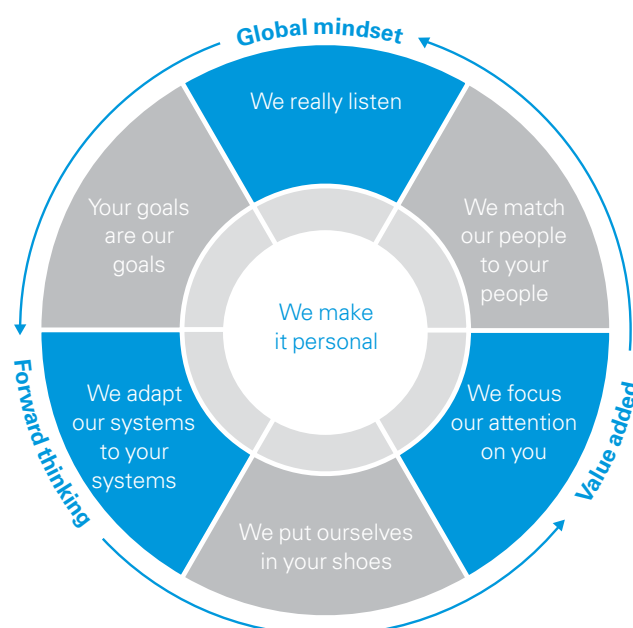 Global mindset
We really listen
Your goals
are our
goals
We match
our people
to your
people
We make
it personal
We adapt
our systems
to your
systems
We focus
our attention
on you
We put ourselves
in your shoes
Forward thinking
Value added